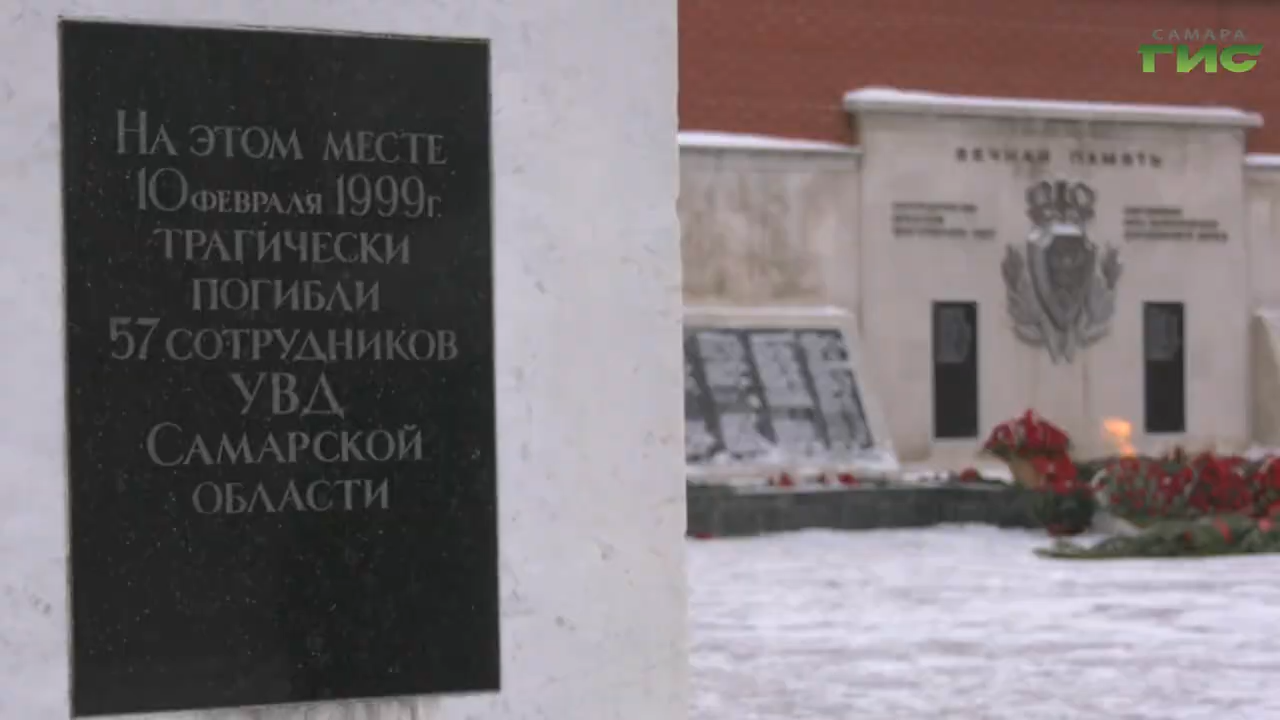 На этом месте
10 февраля 1999г.
трагически
погибли
57 сотрудников
УВД
Самарской
области
САМАРА
ГИС
ВЕЧНАЯ ПАМЯТЬ